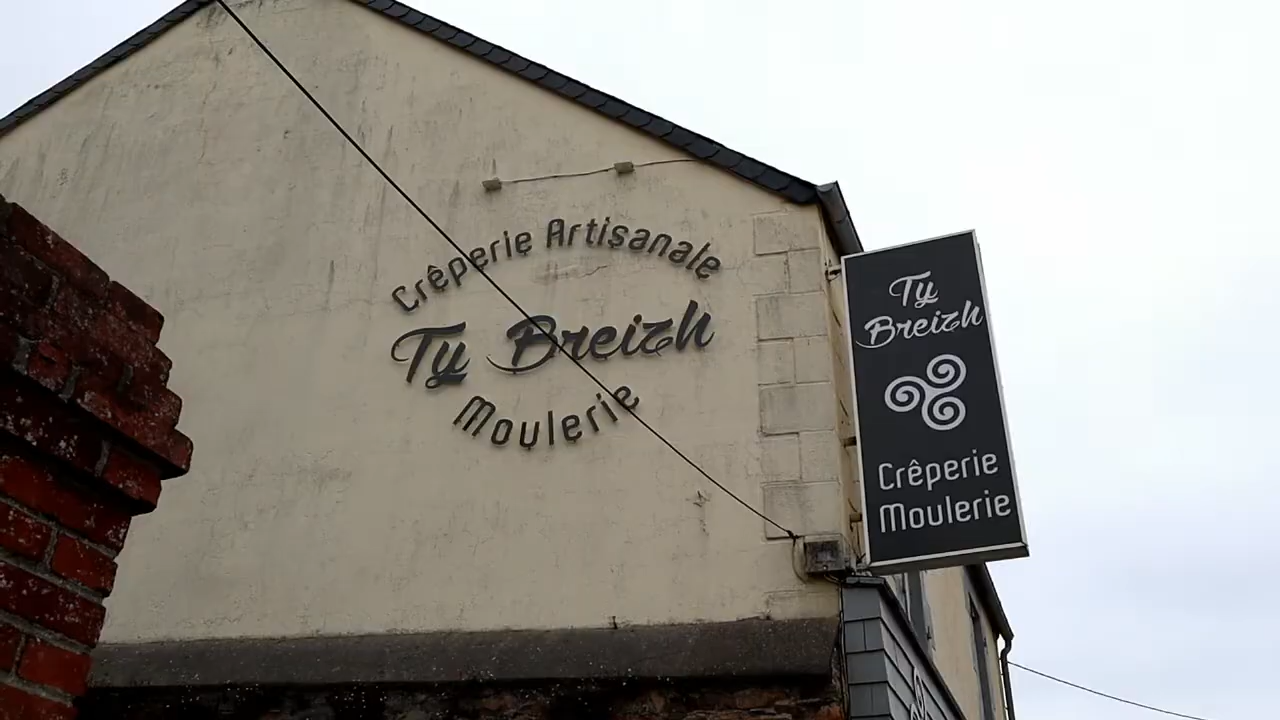 Crêperie Artisanale
Ty Breizh
Moulerie
Ty
Breizh
Crêperie
Moulerie